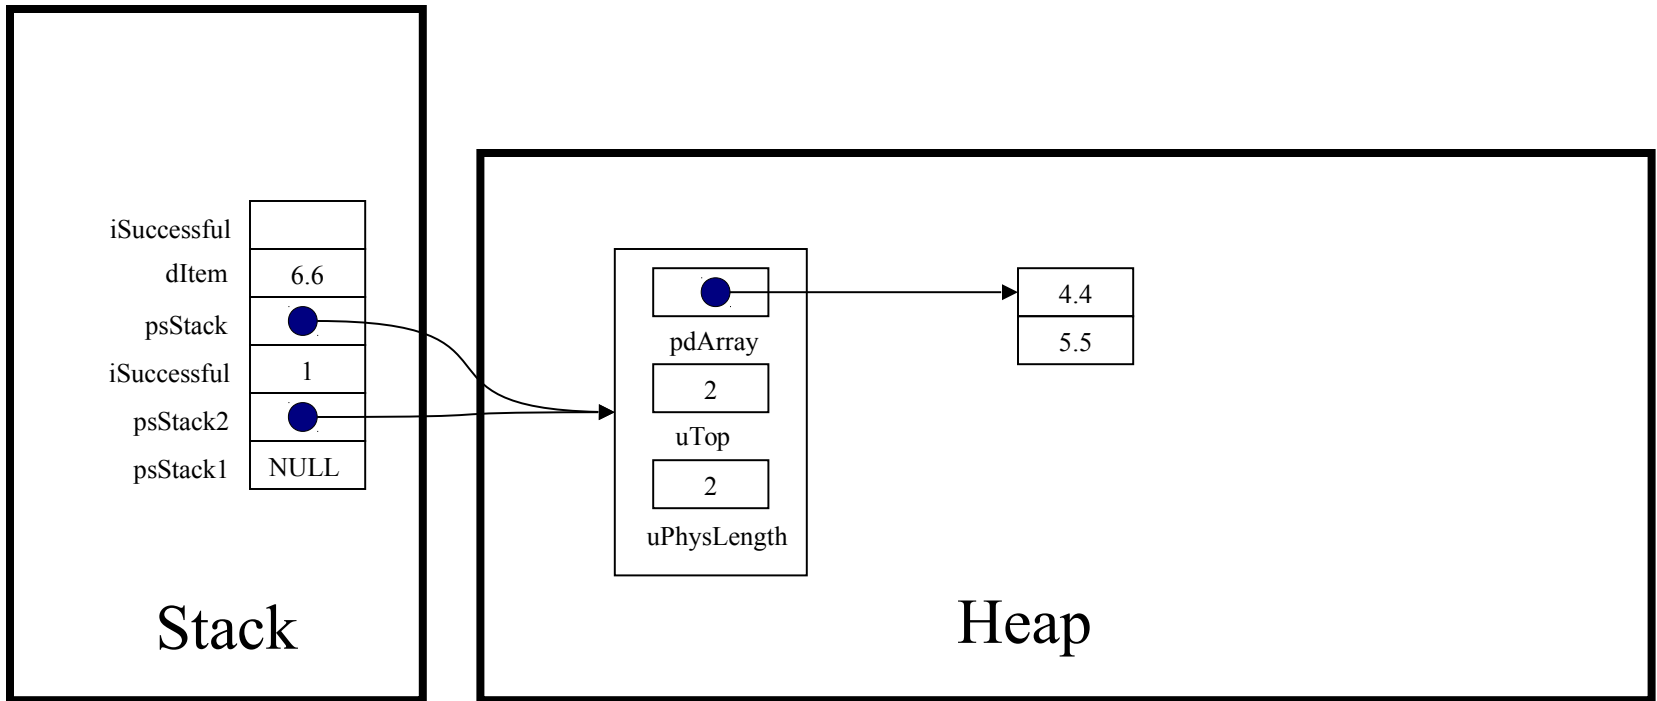 iSuccessful
dItem 6.6
psStack
iSuccessful 1
psStack2
psStack1 NULL
Stack
pdArray
2
uTop
2
uPhysLength
4.4
5.5
Heap